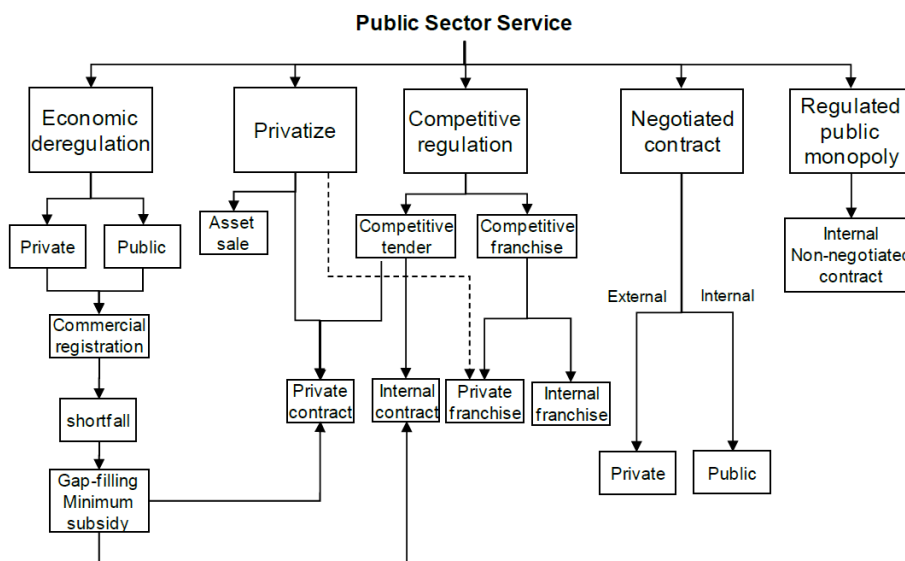 Public Sector Service
Economic
deregulation
Privatize
Competitive
regulation
Negotiated
contract
Regulated
public
monopoly
Private
Public
Asset
sale
Competitive
tender
Competitive
franchise
Internal
Non-negotiated
contract
External
Internal
Commercial
registration
Private
contract
Internal
contract
Private
franchise
Internal
franchise
shortfall
Private
Public
Gap-filling
Minimum
subsidy